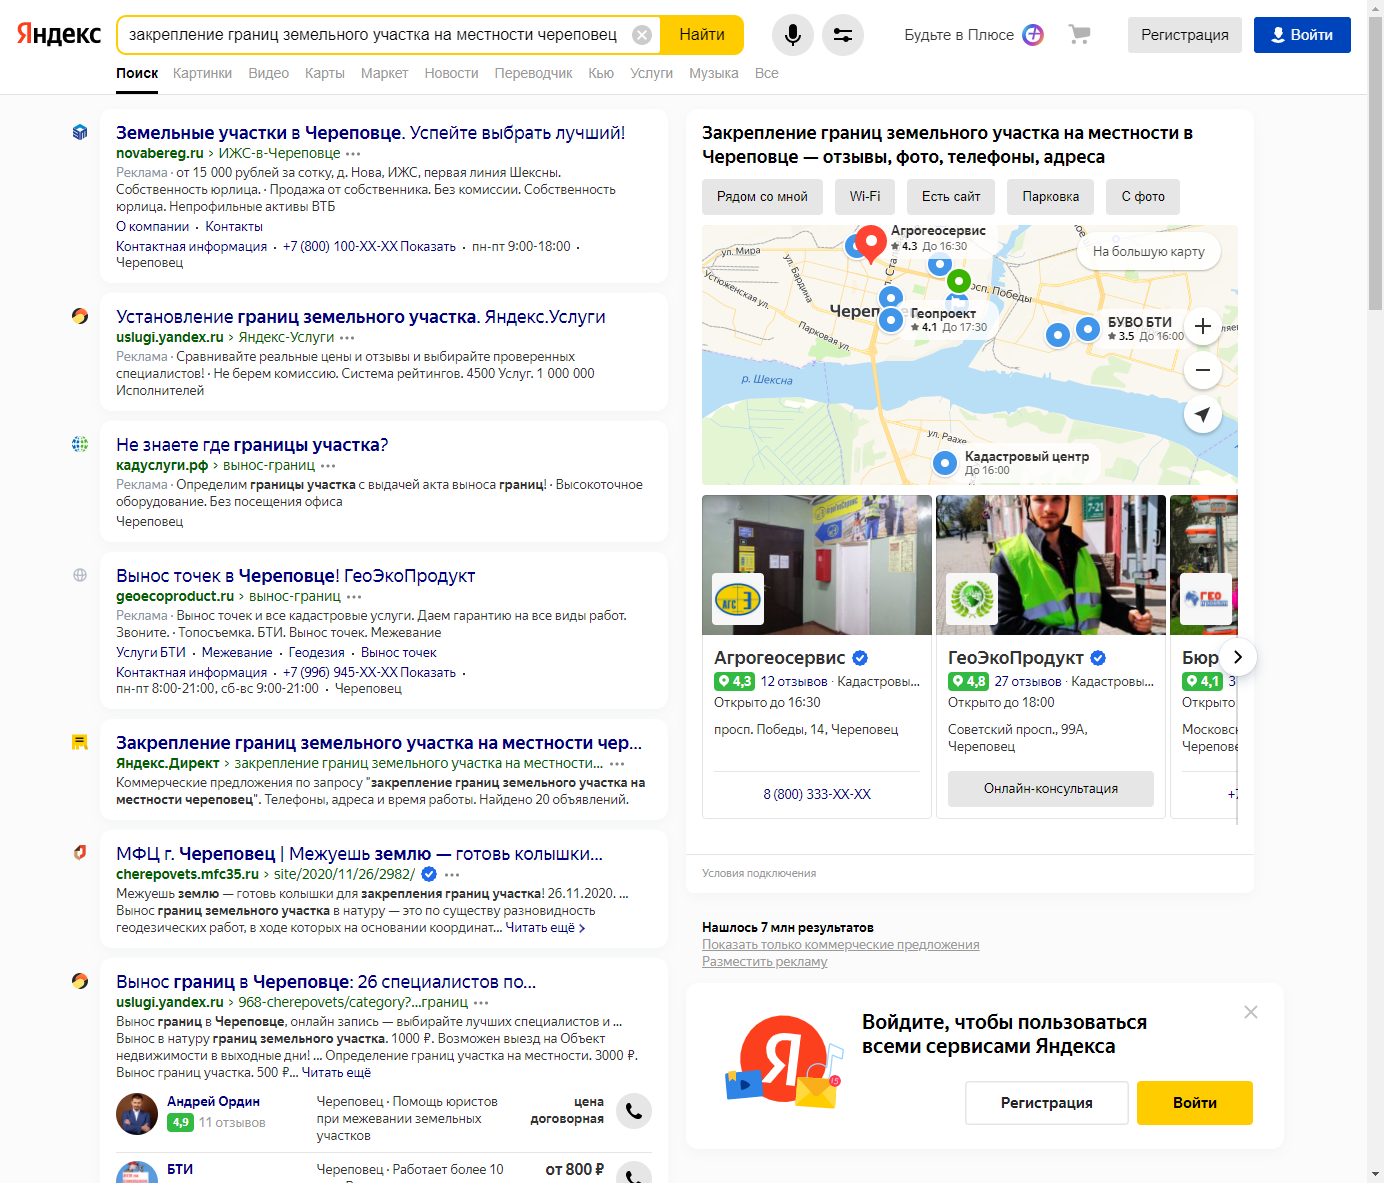 Яндекс
закрепление границ земельного участка на местности череповец
Найти
Будьте в Плюсе
Регистрация
Войти
Поиск Картинки Видео Карты Маркет Новости Переводчик Кью Услуги Музыка Все
Земельные участки в Череповце. Успейте выбрать лучший!
novabereg.ru › ИЖС-в-Череповце
Реклама · от 15 000 рублей за сотку, д. Нова, ИЖС, первая линия Шексны.
Собственность юрлица. · Продажа от собственника. Без комиссии. Собственность
юрлица. Непрофильные активы ВТБ
О компании · Контакты
Контактная информация · +7 (800) 100-XX-XX Показать · пн-пт 9:00-18:00 ·
Череповец
Установление границ земельного участка. Яндекс.Услуги
uslugi.yandex.ru › Яндекс-Услуги
Реклама · Сравнивайте реальные цены и отзывы и выбирайте проверенных
специалистов! · Не берем комиссию. Система рейтингов. 4500 Услуг. 1 000 000
Исполнителей
Не знаете где границы участка?
кадуслуги.рф › вынос-границ
Реклама · Определим границы участка с выдачей акта выноса границ! · Высокоточное
оборудование. Без посещения офиса
Череповец
Вынос точек в Череповце! ГеоЭкоПродукт
geoecoproduct.ru › вынос-границ
Реклама · Вынос точек и все кадастровые услуги. Даем гарантию на все виды работ.
Звоните. · Топосъемка. БТИ. Вынос точек. Межевание
Услуги БТИ · Межевание · Геодезия · Вынос точек
Контактная информация · +7 (996) 945-XX-XX Показать ·
пн-пт 8:00-21:00, сб-вс 9:00-21:00 · Череповец
Закрепление границ земельного участка на местности чер...
Яндекс.Директ › закрепление границ земельного участка на местности...
Коммерческие предложения по запросу "закрепление границ земельного участка на
местности череповец". Телефоны, адреса и время работы. Найдено 20 объявлений.
МФЦ г. Череповец | Межуешь землю — готовь колышки...
cherepovets.mfc35.ru › site/2020/11/26/2982/
Межуешь землю — готовь колышки для закрепления границ участка! 26.11.2020. ...
Вынос границ земельного участка в натуру — это по существу разновидность
геодезических работ, в ходе которых на основании координат... Читать ещё
Вынос границ в Череповце: 26 специалистов по...
uslugi.yandex.ru › 968-cherepovets/category?...границ
Вынос границ в Череповце, онлайн запись — выбирайте лучших специалистов и ...
Вынос в натуру границ земельного участка. 1000 ₽. Возможен выезд на Объект
недвижимости в выходные дни! ... Определение границ участка на местности. 3000 ₽.
Вынос границ участка. 500 ₽... Читать ещё
Андрей Ордин
4,9 11 отзывов
Череповец · Помощь юристов
при межевании земельных
участков
цена
договорная
БТИ
Череповец · Работает более 10
от 800 ₽
Закрепление границ земельного участка на местности в
Череповце — отзывы, фото, телефоны, адреса
Рядом со мной Wi-Fi Есть сайт Парковка С фото
Агрогеосервис
4.3 До 16:30
На большую карту
ул. Мира
Устюженская ул.
ул. Бардина
Парковая ул.
ул. Ста
просп. Победы
Череп
Геопроект
4.1 До 17:30
БУВО БТИ
3.5 До 16:00
р. Шексна
ул. Раахе
Кадастровый центр
До 16:00
АГС
7-21
ГЕО
Агрогеосервис
4,3 12 отзывов · Кадастровы...
Открыто до 16:30
просп. Победы, 14, Череповец
8 (800) 333-XX-XX
ГеоЭкоПродукт
4,8 27 отзывов · Кадастровы...
Открыто до 18:00
Советский просп., 99А,
Череповец
Онлайн-консультация
Бюр
4,1 3
Открыто
Московск
Черепове
+7
Условия подключения
Нашлось 7 млн результатов
Показать только коммерческие предложения
Разместить рекламу
Я
15
Войдите, чтобы пользоваться
всеми сервисами Яндекса
Регистрация
Войти